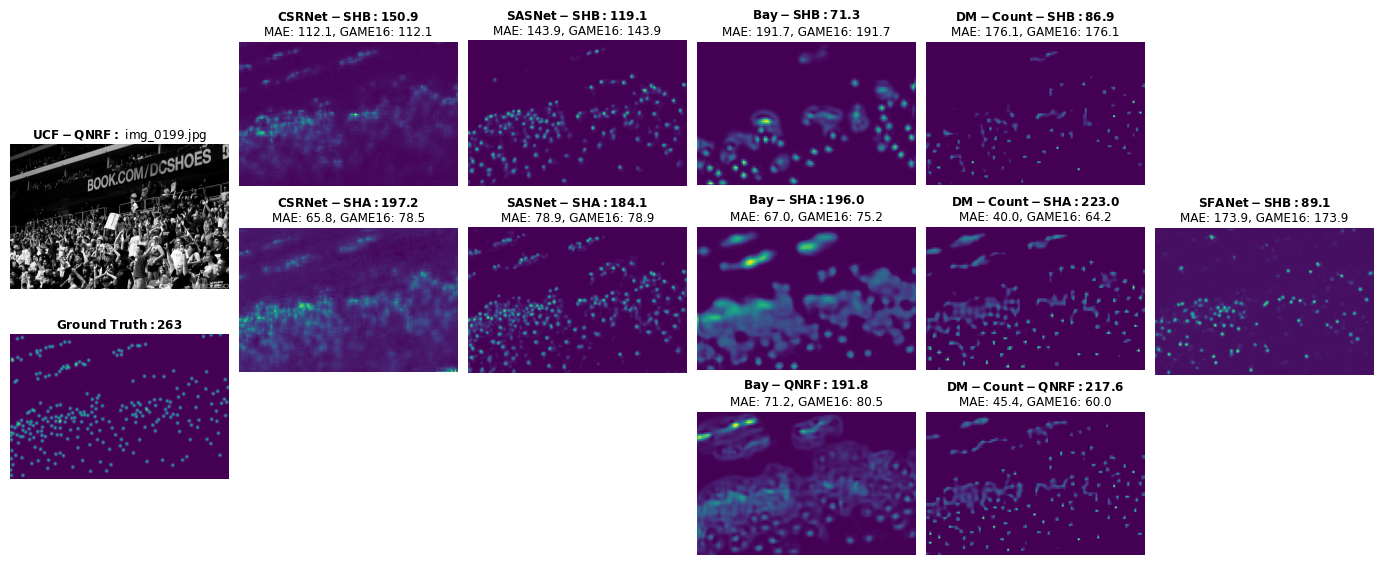 CSRNet – SHB : 150.9
MAE: 112.1, GAME16: 112.1
SASNet – SHB : 119.1
MAE: 143.9, GAME16: 143.9
Bay – SHB : 71.3
MAE: 191.7, GAME16: 191.7
DM – Count – SHB : 86.9
MAE: 176.1, GAME16: 176.1
UCF – QNRF : img_0199.jpg
BOOK.COM/DCSHOES
CSRNet – SHA : 197.2
MAE: 65.8, GAME16: 78.5
SASNet – SHA : 184.1
MAE: 78.9, GAME16: 78.9
Bay – SHA : 196.0
MAE: 67.0, GAME16: 75.2
DM – Count – SHA : 223.0
MAE: 40.0, GAME16: 64.2
SFANet – SHB : 89.1
MAE: 173.9, GAME16: 173.9
Ground Truth : 263
Bay – QNRF : 191.8
MAE: 71.2, GAME16: 80.5
DM – Count – QNRF : 217.6
MAE: 45.4, GAME16: 60.0